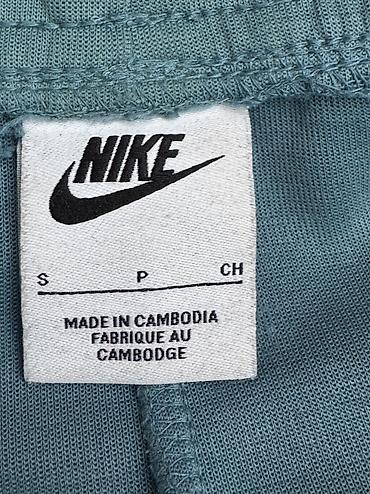 NIKE
S P CH
MADE IN CAMBODIA
FABRIQUE AU
CAMBODGE